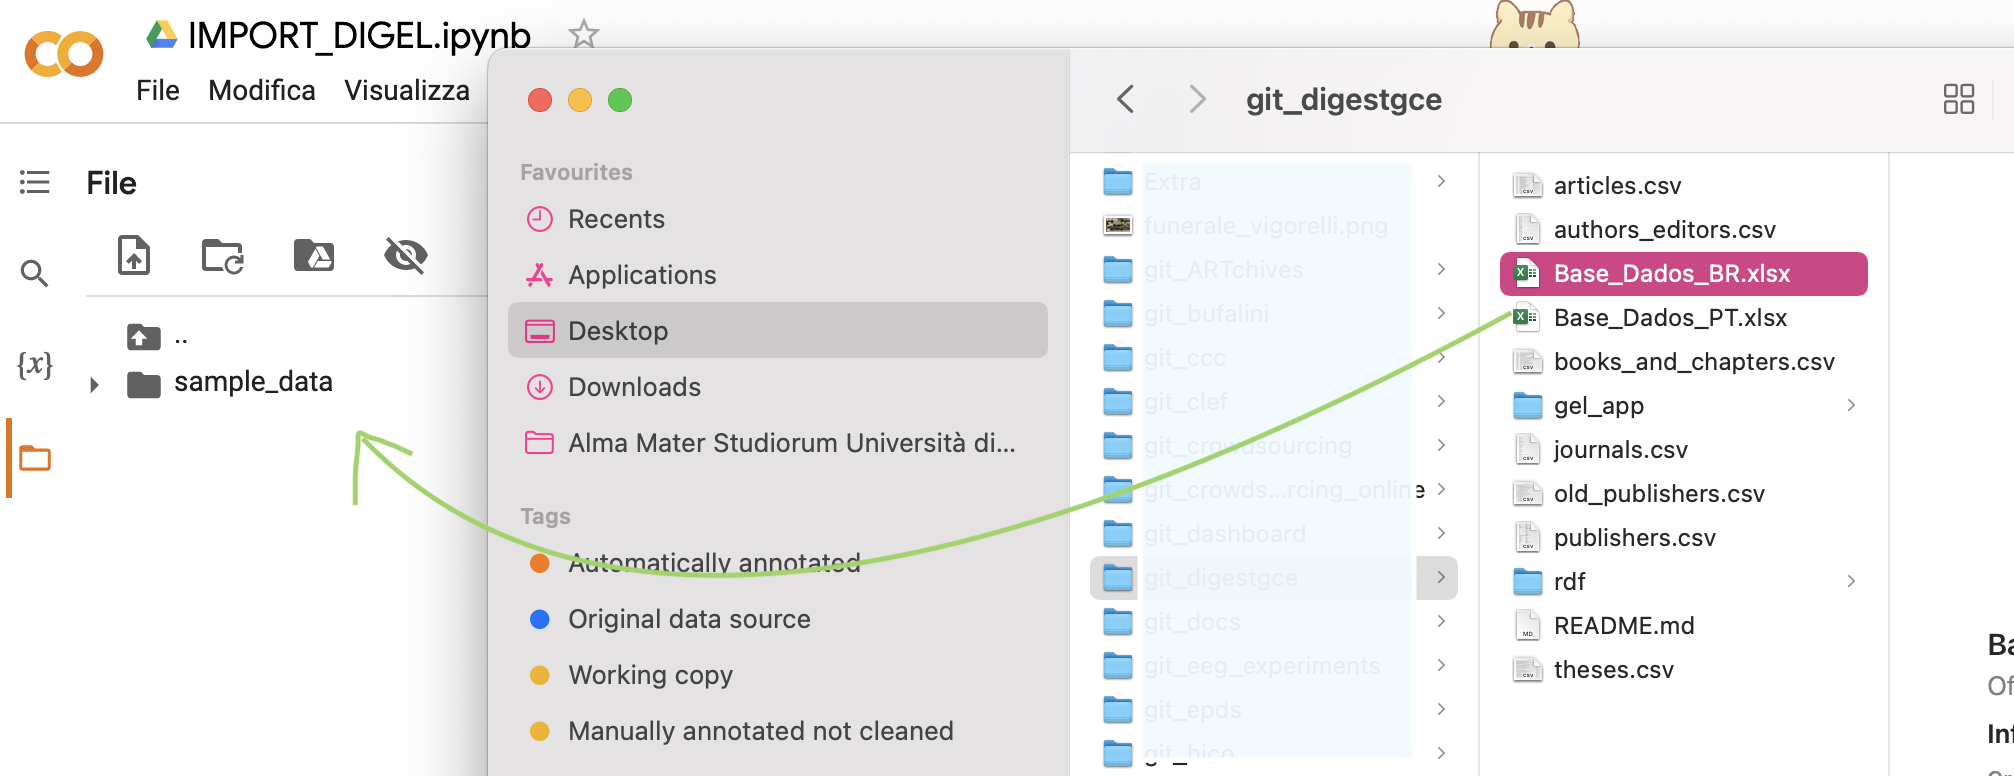 IMPORT_DIGEL.ipynb
File Modifica Visualizza
File
..
sample_data
{x}
Favourites
Recents
Applications
Desktop
Downloads
Alma Mater Studiorum Università di...
Tags
Automatically annotated
Original data source
Working copy
Manually annotated not cleaned
git_digestgce
Extra
funerale_vigorelli.png
git_ARTchives
git_bufalini
git_ccc
git_clef
git_crowdsourcing
git_crowds...rcing_online
git_dashboard
git_digestgce
git_docs
git_eeg_experiments
git_epds
git_hico
articles.csv
authors_editors.csv
Base_Dados_BR.xlsx
Base_Dados_PT.xlsx
books_and_chapters.csv
gel_app
journals.csv
old_publishers.csv
publishers.csv
rdf
README.md
theses.csv
Ba
Of
Inf